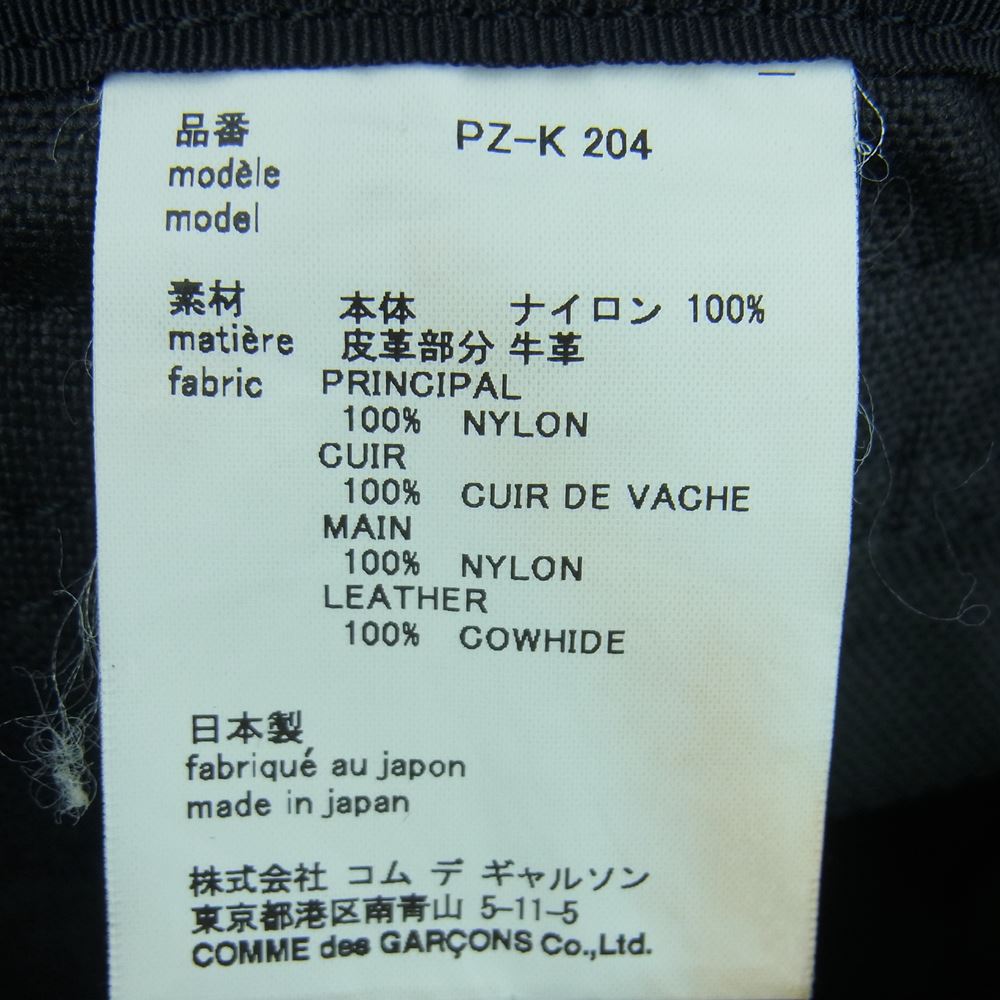 品番 PZ-K 204
modèle
model
素材 本体 ナイロン 100%
matière 皮革部分 牛革
fabric PRINCIPAL
100% NYLON
CUIR
100% CUIR DE VACHE
MAIN
100% NYLON
LEATHER
100% COWHIDE
日本製
fabriqué au japon
made in japan
株式会社 コム デ ギャルソン
東京都港区南青山 5-11-5
COMME des GARÇONS Co.,Ltd.